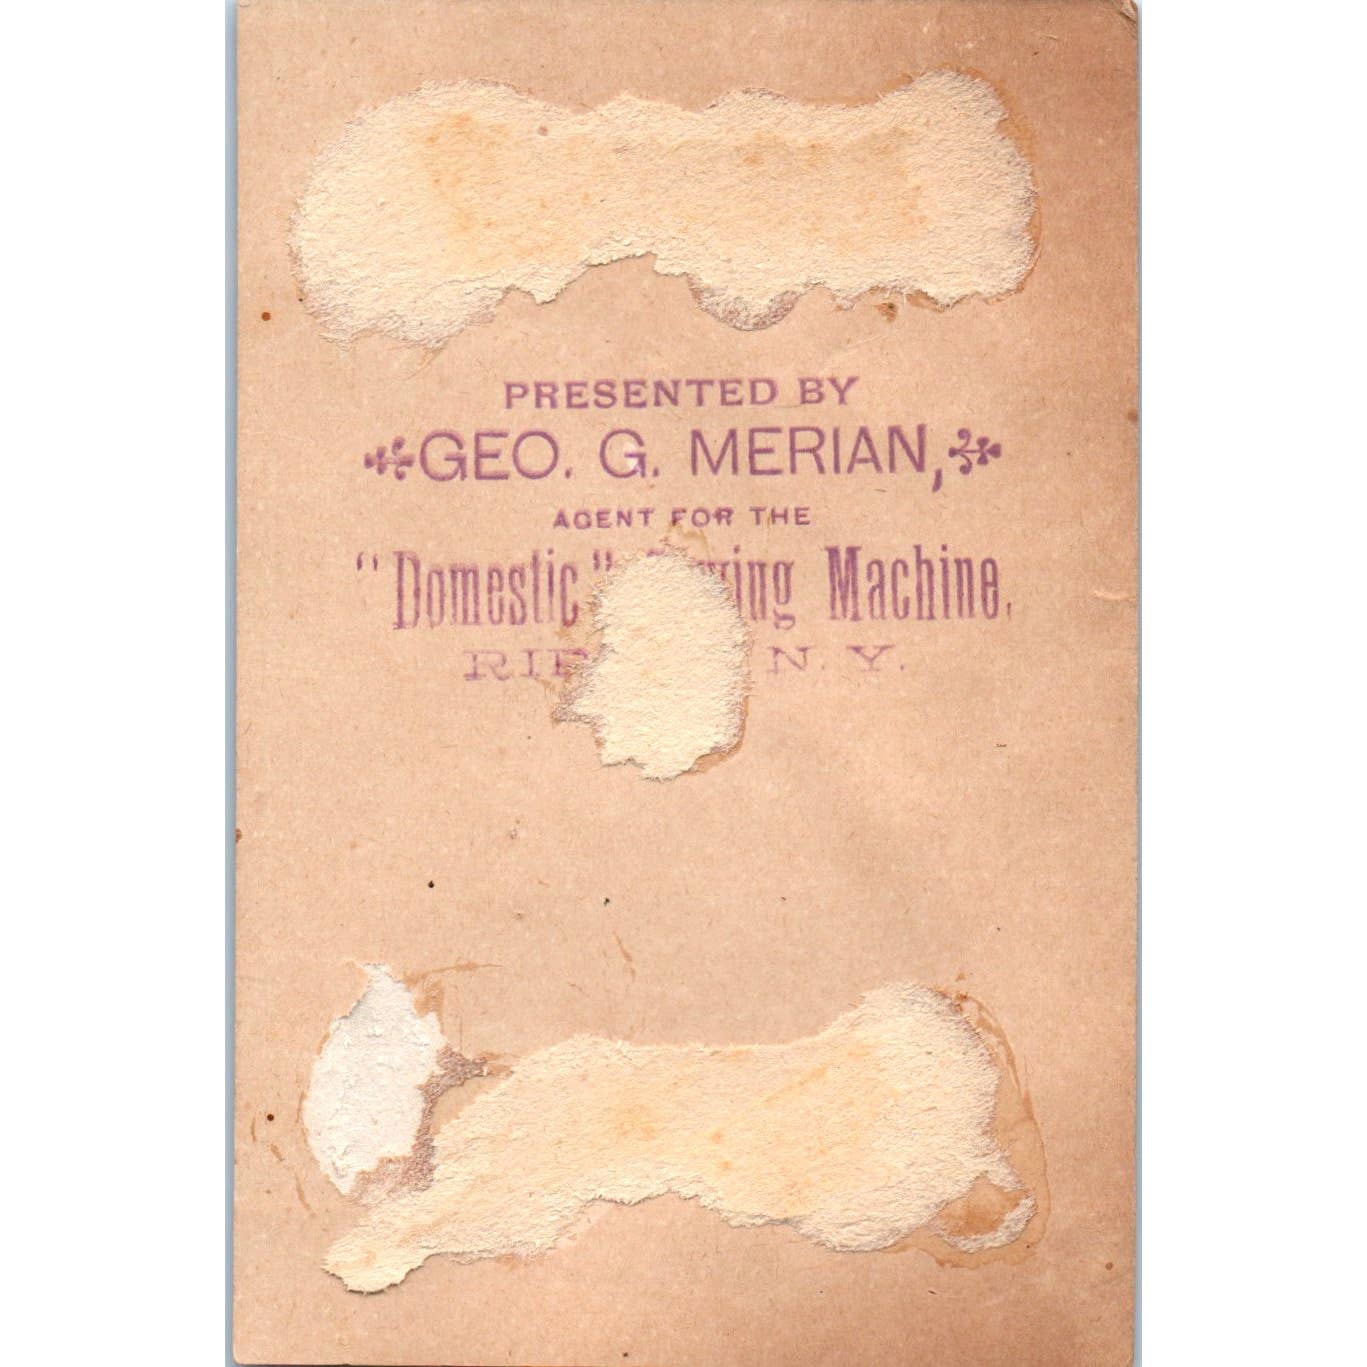 PRESENTED BY
GEO. G. MERIAN,
AGENT FOR THE
"Domestic" Machine.
N. Y.